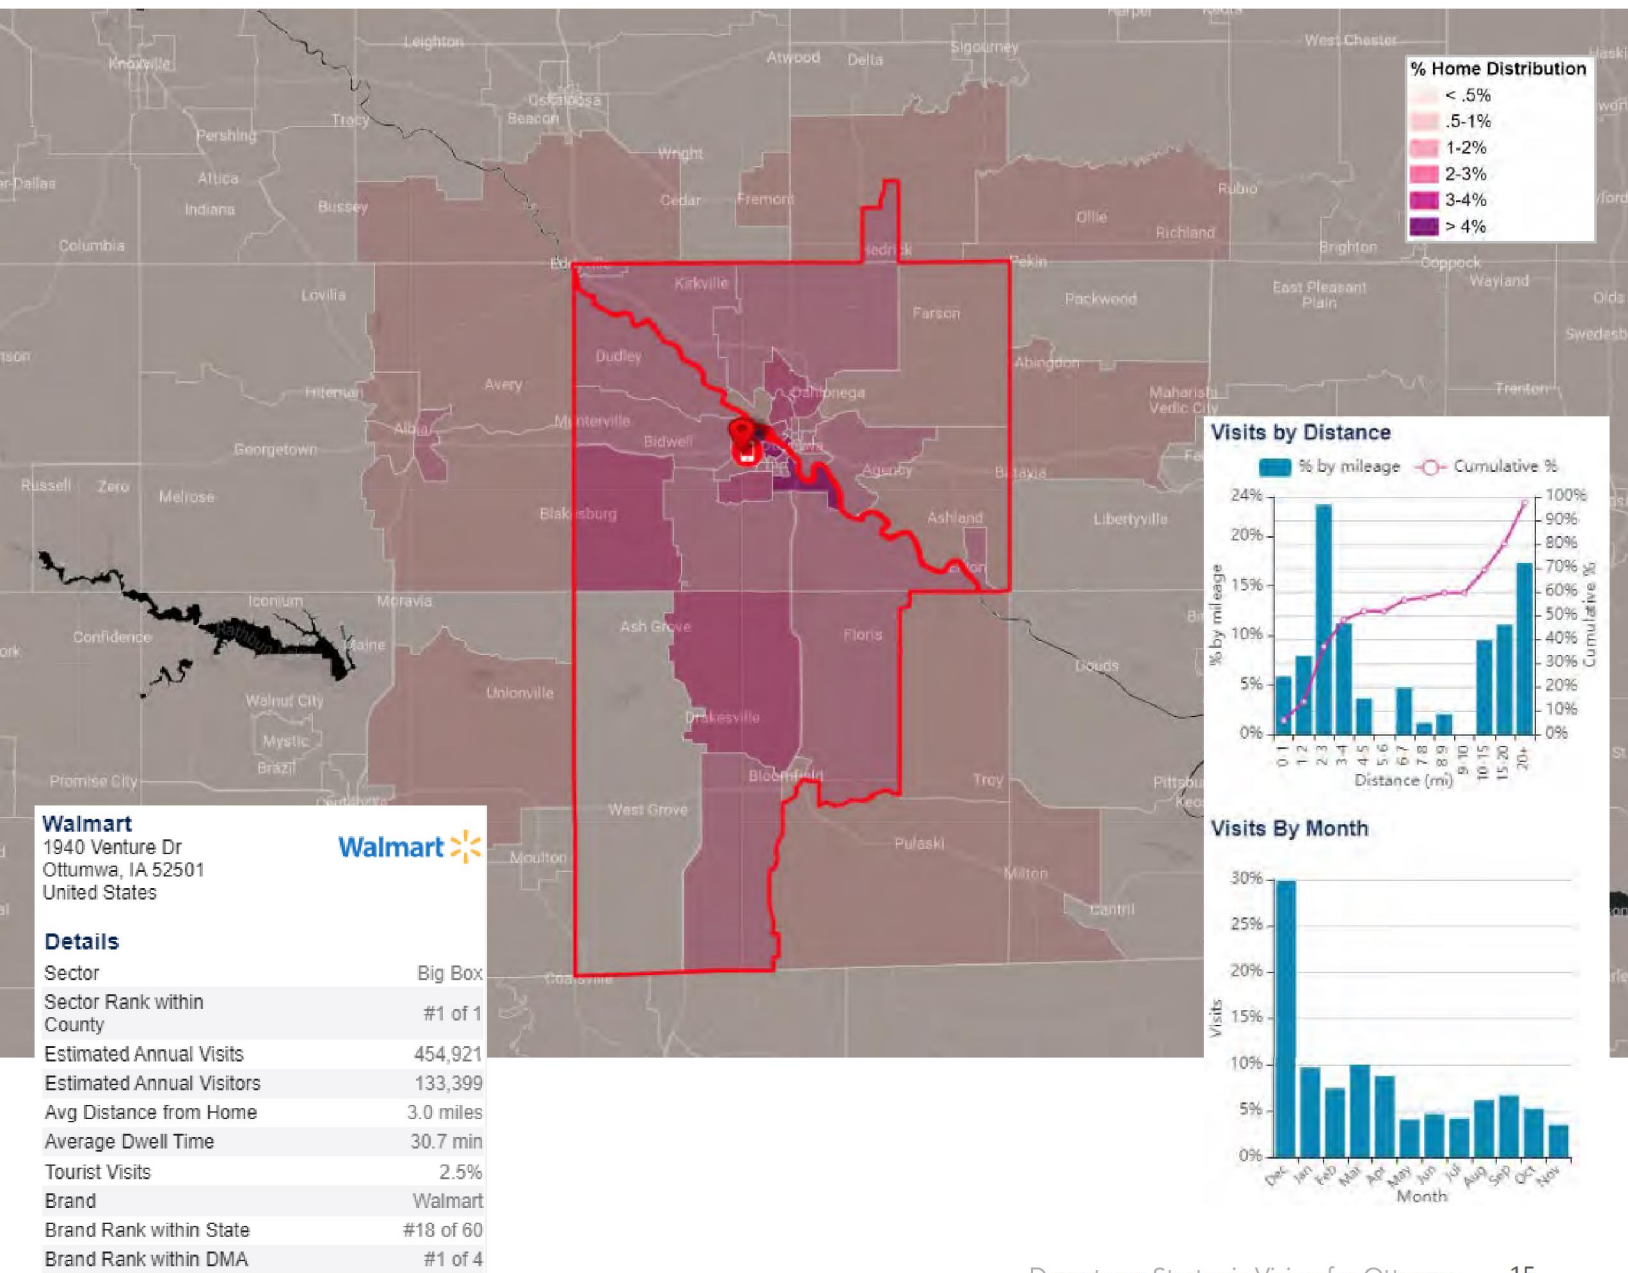 Leighton
Sigourney
West Chester
Atwood
Delta
Knoxville
% Home Distribution
< .5%
.5-1%
1-2%
2-3%
3-4%
> 4%
Oskaloosa
Beacon
Tracy
Pershing
Wright
Altica
Indiana
Bussey
Cedar
Fremont
Rubio
Ollie
Richland
Columbia
Hedrick
Brighton
Pekin
Coppock
Wayland
Kirkville
Lovilia
Packwood
East Pleasant
Plain
Olds
Farson
Dudley
Abingdon
Avery
Hiteman
Dahlonega
Maharishi
Vedic City
Trenton
Munterville
Albia
Bidwell
Georgetown
Agency
Batavia
Russell
Zero
Melrose
Blakesburg
Ashland
Libertyville
Eldon
Iconium
Moravia
Confidence
Ash Grove
Floris
Douds
Unionville
Walnut City
Mystic
Brazil
Drakesville
Promise City
Bloomfield
Troy
West Grove
Pulaski
Moulton
Milton
Cantril
Coatsville
Visits by Distance
% by mileage
Cumulative %
24%
20%
15%
10%
5%
0%
100%
90%
80%
70%
60%
50%
40%
30%
20%
10%
0%
% by mileage
Cumulative %
0-1
1-2
2-3
3-4
4-5
5-6
6-7
7-8
8-9
9-10
10-15
15-20
20+
Distance (mi)
Visits By Month
30%
25%
20%
15%
10%
5%
0%
Visits
Dec
Jan
Feb
Mar
Apr
May
Jun
Jul
Aug
Sep
Oct
Nov
Month
Walmart
1940 Venture Dr
Ottumwa, IA 52501
United States
Walmart
Details
Sector Big Box
Sector Rank within
County #1 of 1
Estimated Annual Visits 454,921
Estimated Annual Visitors 133,399
Avg Distance from Home 3.0 miles
Average Dwell Time 30.7 min
Tourist Visits 2.5%
Brand Walmart
Brand Rank within State #18 of 60
Brand Rank within DMA #1 of 4
15